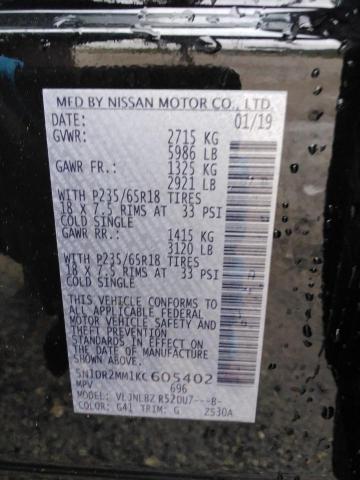 MFD BY NISSAN MOTOR CO., LTD.
DATE: 01/19
GVWR: 2715 KG
5986 LB
GAWR FR.: 1325 KG
2921 LB
WITH P235/65R18 TIRES
18 X 7.5 RIMS AT 33 PSI
COLD SINGLE
GAWR RR.: 1415 KG
3120 LB
WITH P235/65R18 TIRES
18 X 7.5 RIMS AT 33 PSI
COLD SINGLE
THIS VEHICLE CONFORMS TO
ALL APPLICABLE FEDERAL
MOTOR VEHICLE SAFETY AND
THEFT PREVENTION
STANDARDS IN EFFECT ON
THE DATE OF MANUFACTURE
SHOWN ABOVE.
5N1DR2MM1KC605402
MPV 696
MODEL: VLJNLBZ R52DU7---B-
COLOR: G41 TRIM: G 2530A